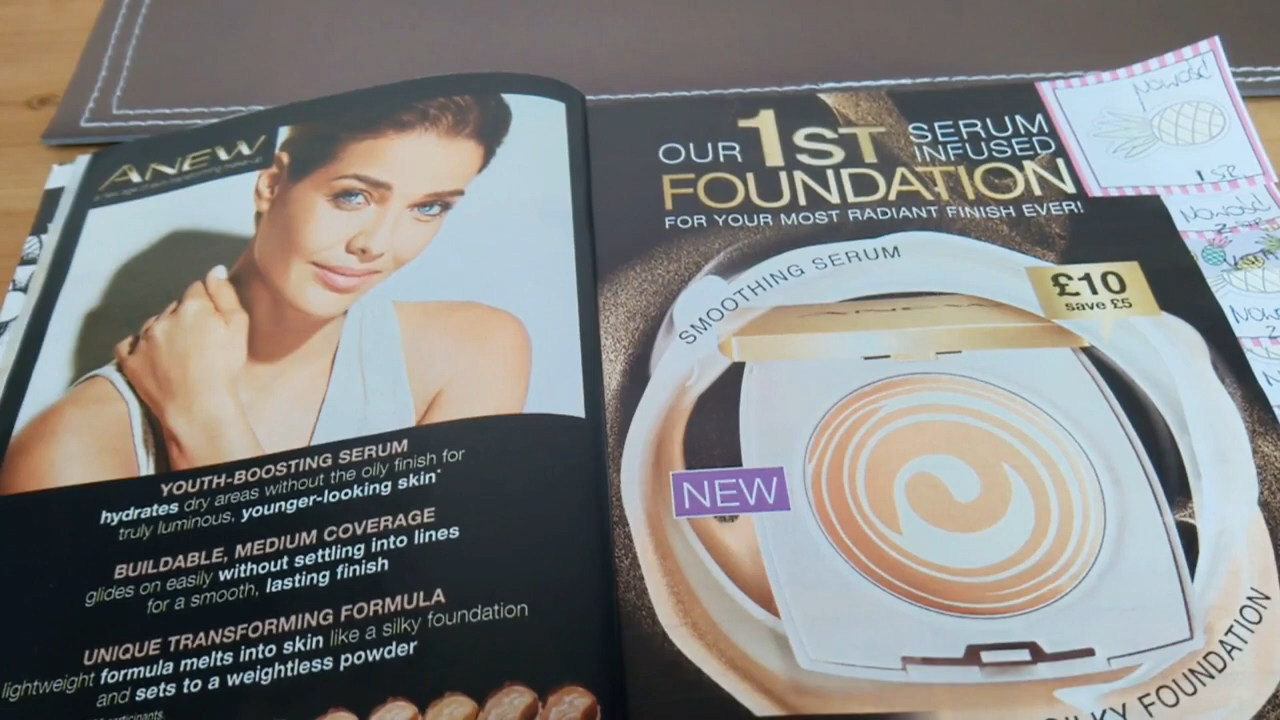 ANEW
YOUTH-BOOSTING SERUM
hydrates dry areas without the oily finish for
truly luminous, younger-looking skin*
BUILDABLE, MEDIUM COVERAGE
glides on easily without settling into lines
for a smooth, lasting finish
UNIQUE TRANSFORMING FORMULA
lightweight formula melts into skin like a silky foundation
and sets to a weightless powder
participants.
OUR 1ST SERUM
INFUSED
FOUNDATION
FOR YOUR MOST RADIANT FINISH EVER!
SMOOTHING SERUM
£10
save £5
NEW
SILKY FOUNDATION
NOWOŚĆ
NOWOŚĆ